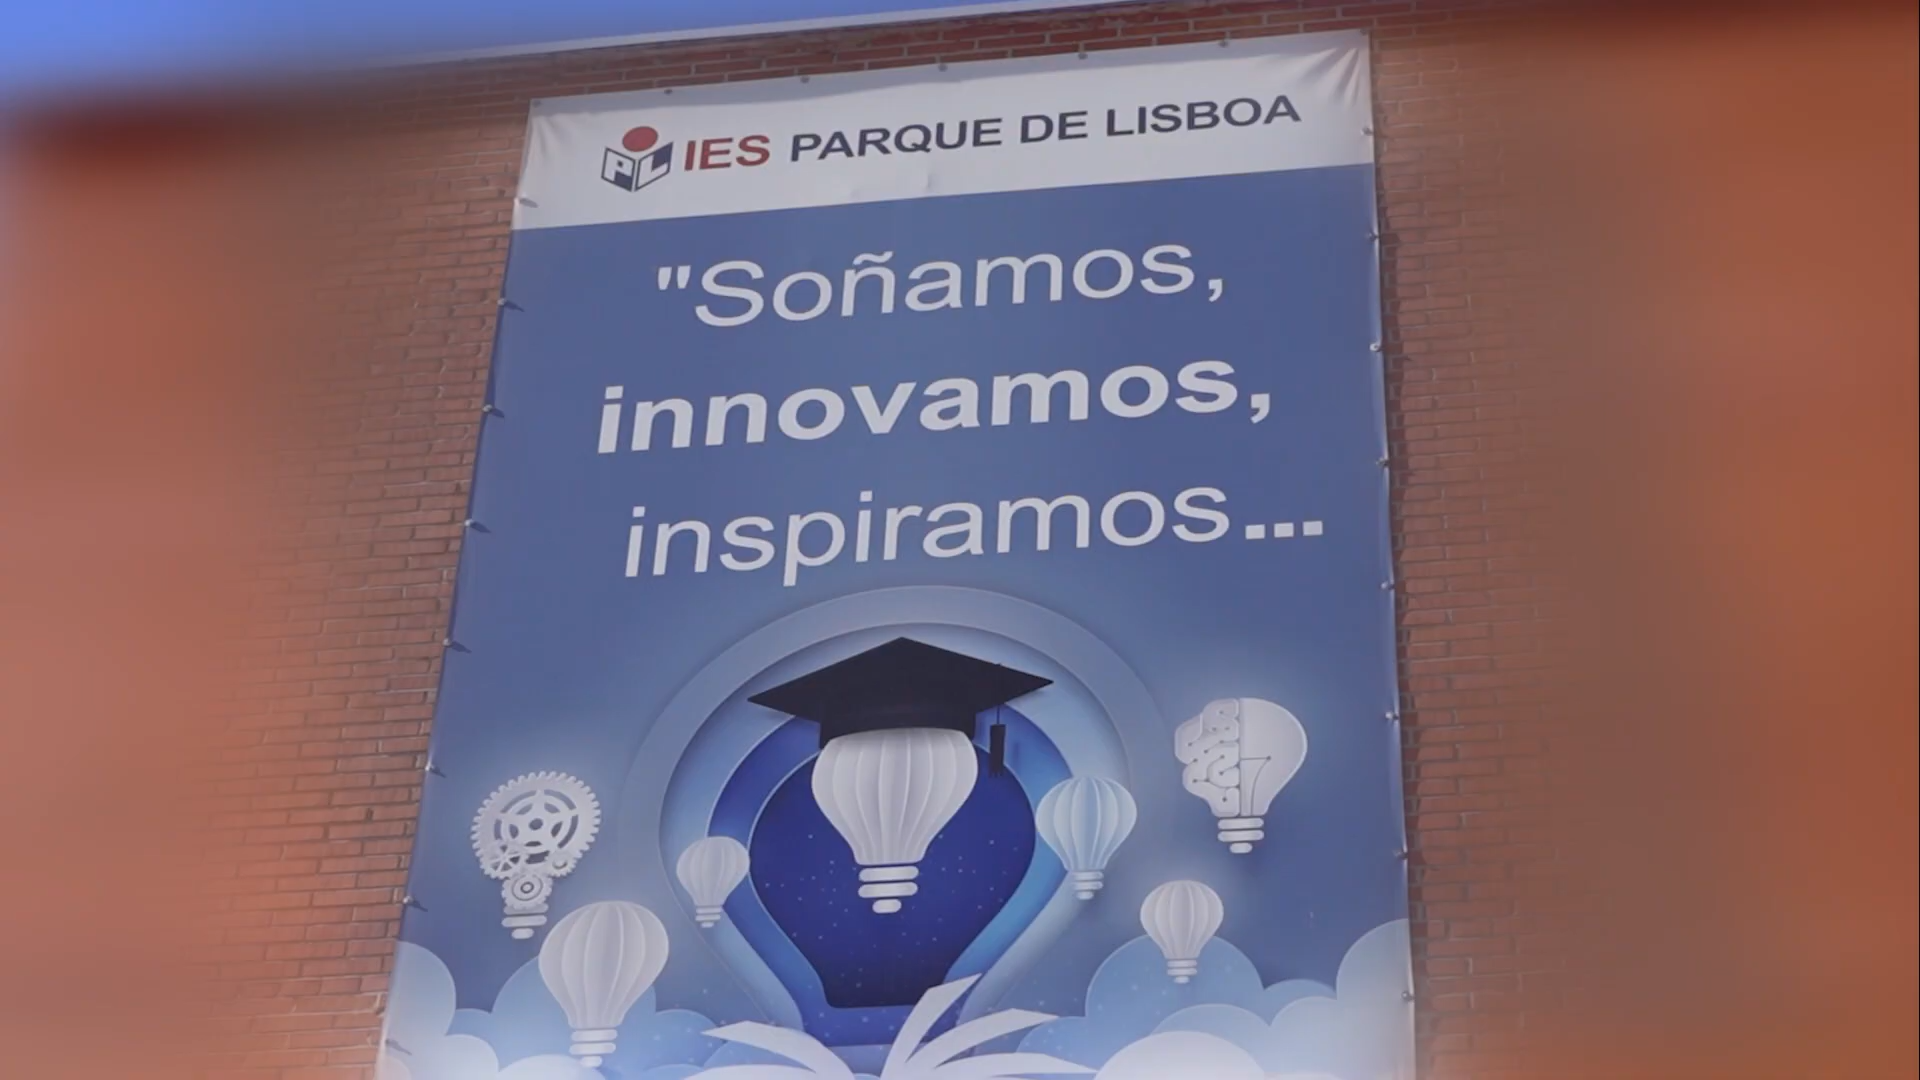 PL IES PARQUE DE LISBOA
"Soñamos,
innovamos,
inspiramos...